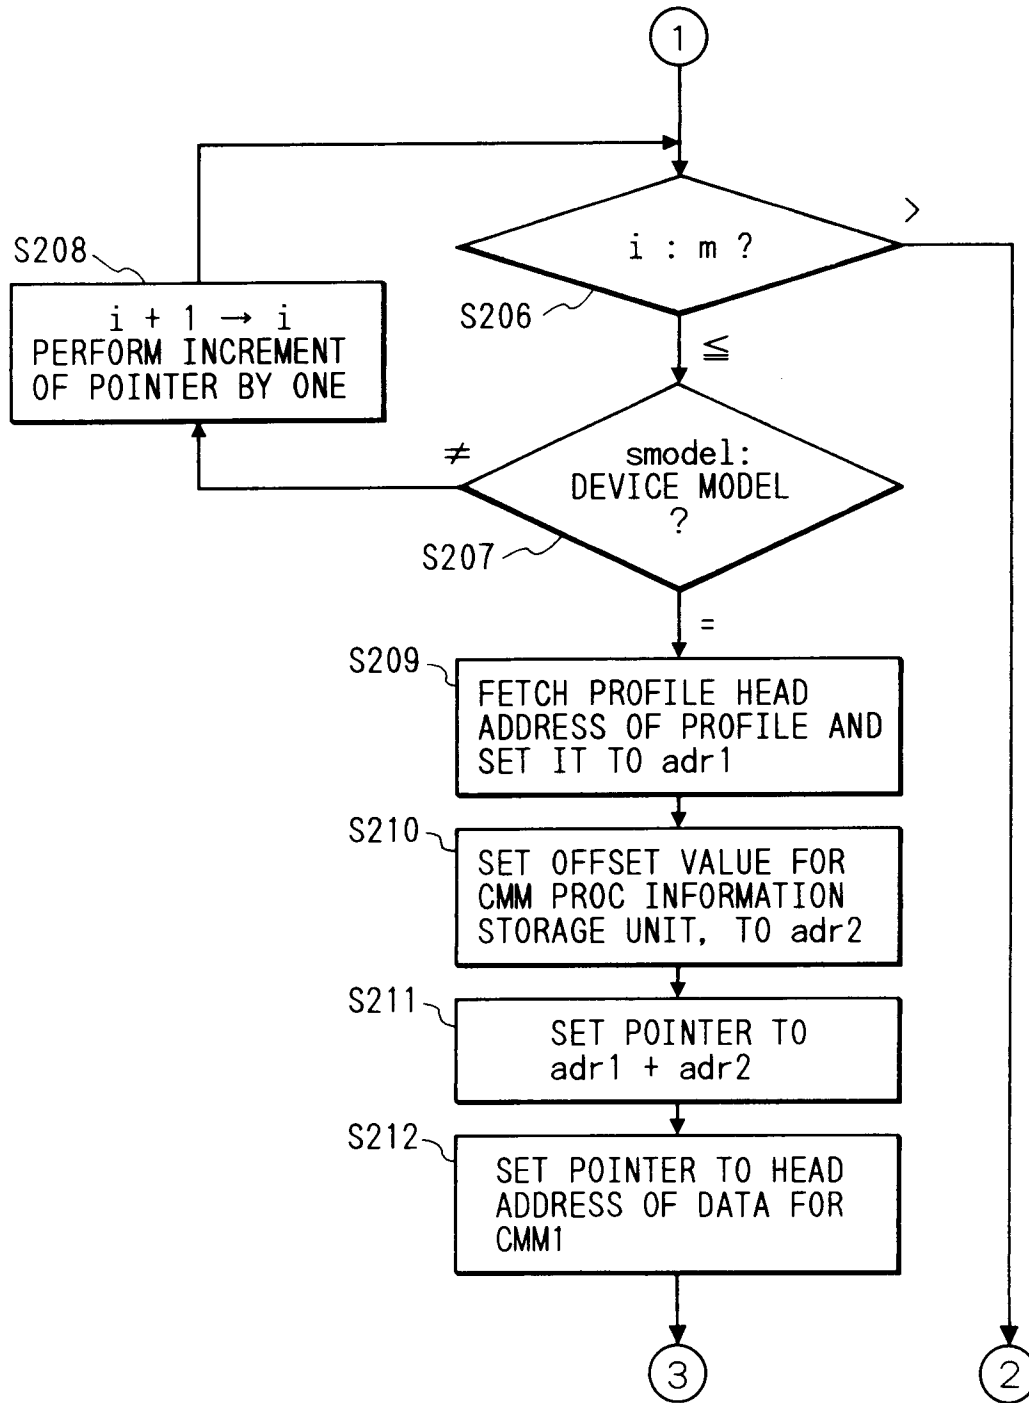 1
i : m ?
>
S206
≦
S208
i + 1 → i
PERFORM INCREMENT
OF POINTER BY ONE
≠
smodel:
DEVICE MODEL
?
S207
=
S209
FETCH PROFILE HEAD
ADDRESS OF PROFILE AND
SET IT TO adr1
S210
SET OFFSET VALUE FOR
CMM PROC INFORMATION
STORAGE UNIT, TO adr2
S211
SET POINTER TO
adr1 + adr2
S212
SET POINTER TO HEAD
ADDRESS OF DATA FOR
CMM1
3
2